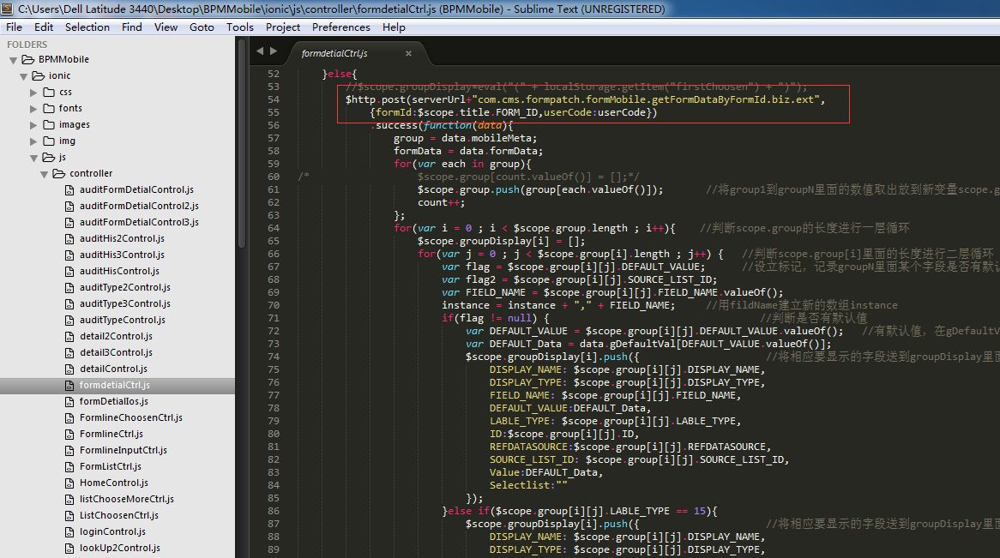 C:\Users\Dell Latitude 3440\Desktop\BPMMobile\ionic\js\controller\formdetialCtrl.js (BPMMobile) - Sublime Text (UNREGISTERED)
File Edit Selection Find View Goto Tools Project Preferences Help
FOLDERS
BPMMobile
ionic
css
fonts
images
img
js
controller
auditFormDetialControl.js
auditFormDetialControl2.js
auditFormDetialControl3.js
auditHis2Control.js
auditHis3Control.js
auditHisControl.js
auditType2Control.js
auditType3Control.js
auditTypeControl.js
detail2Control.js
detail3Control.js
detailControl.js
formdetialCtrl.js
formDetialIos.js
FormlineChoosenCtrl.js
FormlineCtrl.js
FormlineInputCtrl.js
FormListCtrl.js
HomeControl.js
listChooseMoreCtrl.js
ListChoosenCtrl.js
loginControl.js
lookUp2Control.js
formdetialCtrl.js ×
52 }else{
53 //$scope.groupDisplay=eval("(" + localStorage.getItem("firstChoosen") + ")");
54 $http.post(serverUrl+"com.cms.formpatch.formMobile.getFormDataByFormId.biz.ext",
55 {formId:$scope.title.FORM_ID,userCode:userCode})
56 .success(function(data){
57 group = data.mobileMeta;
58 formData = data.formData;
59 for(var each in group){
60 /* $scope.group[count.valueOf()] = [];*/
61 $scope.group.push(group[each.valueOf()]); //将group1到groupN里面的数值取出放到新变量scope.g
62 count++;
63 };
64 for(var i = 0 ; i < $scope.group.length ; i++){ //判断scope.group的长度进行一层循环
65 $scope.groupDisplay[i] = [];
66 for(var j = 0 ; j < $scope.group[i].length ; j++) { //判断scope.group[i]里面的长度进行二层循环
67 var flag = $scope.group[i][j].DEFAULT_VALUE; //设立标记，记录groupN里面某个字段是否有默认
68 var flag2 = $scope.group[i][j].SOURCE_LIST_ID;
69 var FIELD_NAME = $scope.group[i][j].FIELD_NAME.valueOf();
70 instance = instance + "," + FIELD_NAME; //用fildName建立新的数组instance
71 if(flag != null) { //判断是否有默认值
72 var DEFAULT_VALUE = $scope.group[i][j].DEFAULT_VALUE.valueOf(); //有默认值，在gDefaultV
73 var DEFAULT_Data = data.gDefaultVal[DEFAULT_VALUE.valueOf()];
74 $scope.groupDisplay[i].push({ //将相应要显示的字段送到groupDisplay里面
75 DISPLAY_NAME: $scope.group[i][j].DISPLAY_NAME,
76 DISPLAY_TYPE: $scope.group[i][j].DISPLAY_TYPE,
77 FIELD_NAME: $scope.group[i][j].FIELD_NAME,
78 DEFAULT_VALUE:DEFAULT_Data,
79 LABLE_TYPE: $scope.group[i][j].LABLE_TYPE,
80 ID:$scope.group[i][j].ID,
81 REFDATASOURCE:$scope.group[i][j].REFDATASOURCE,
82 SOURCE_LIST_ID: $scope.group[i][j].SOURCE_LIST_ID,
83 Value:DEFAULT_Data,
84 Selectlist:""
85 });
86 }else if($scope.group[i][j].LABLE_TYPE == 15){
87 $scope.groupDisplay[i].push({ //将相应要显示的字段送到groupDisplay里面
88 DISPLAY_NAME: $scope.group[i][j].DISPLAY_NAME,
89 DISPLAY_TYPE: $scope.group[i][j].DISPLAY_TYPE,